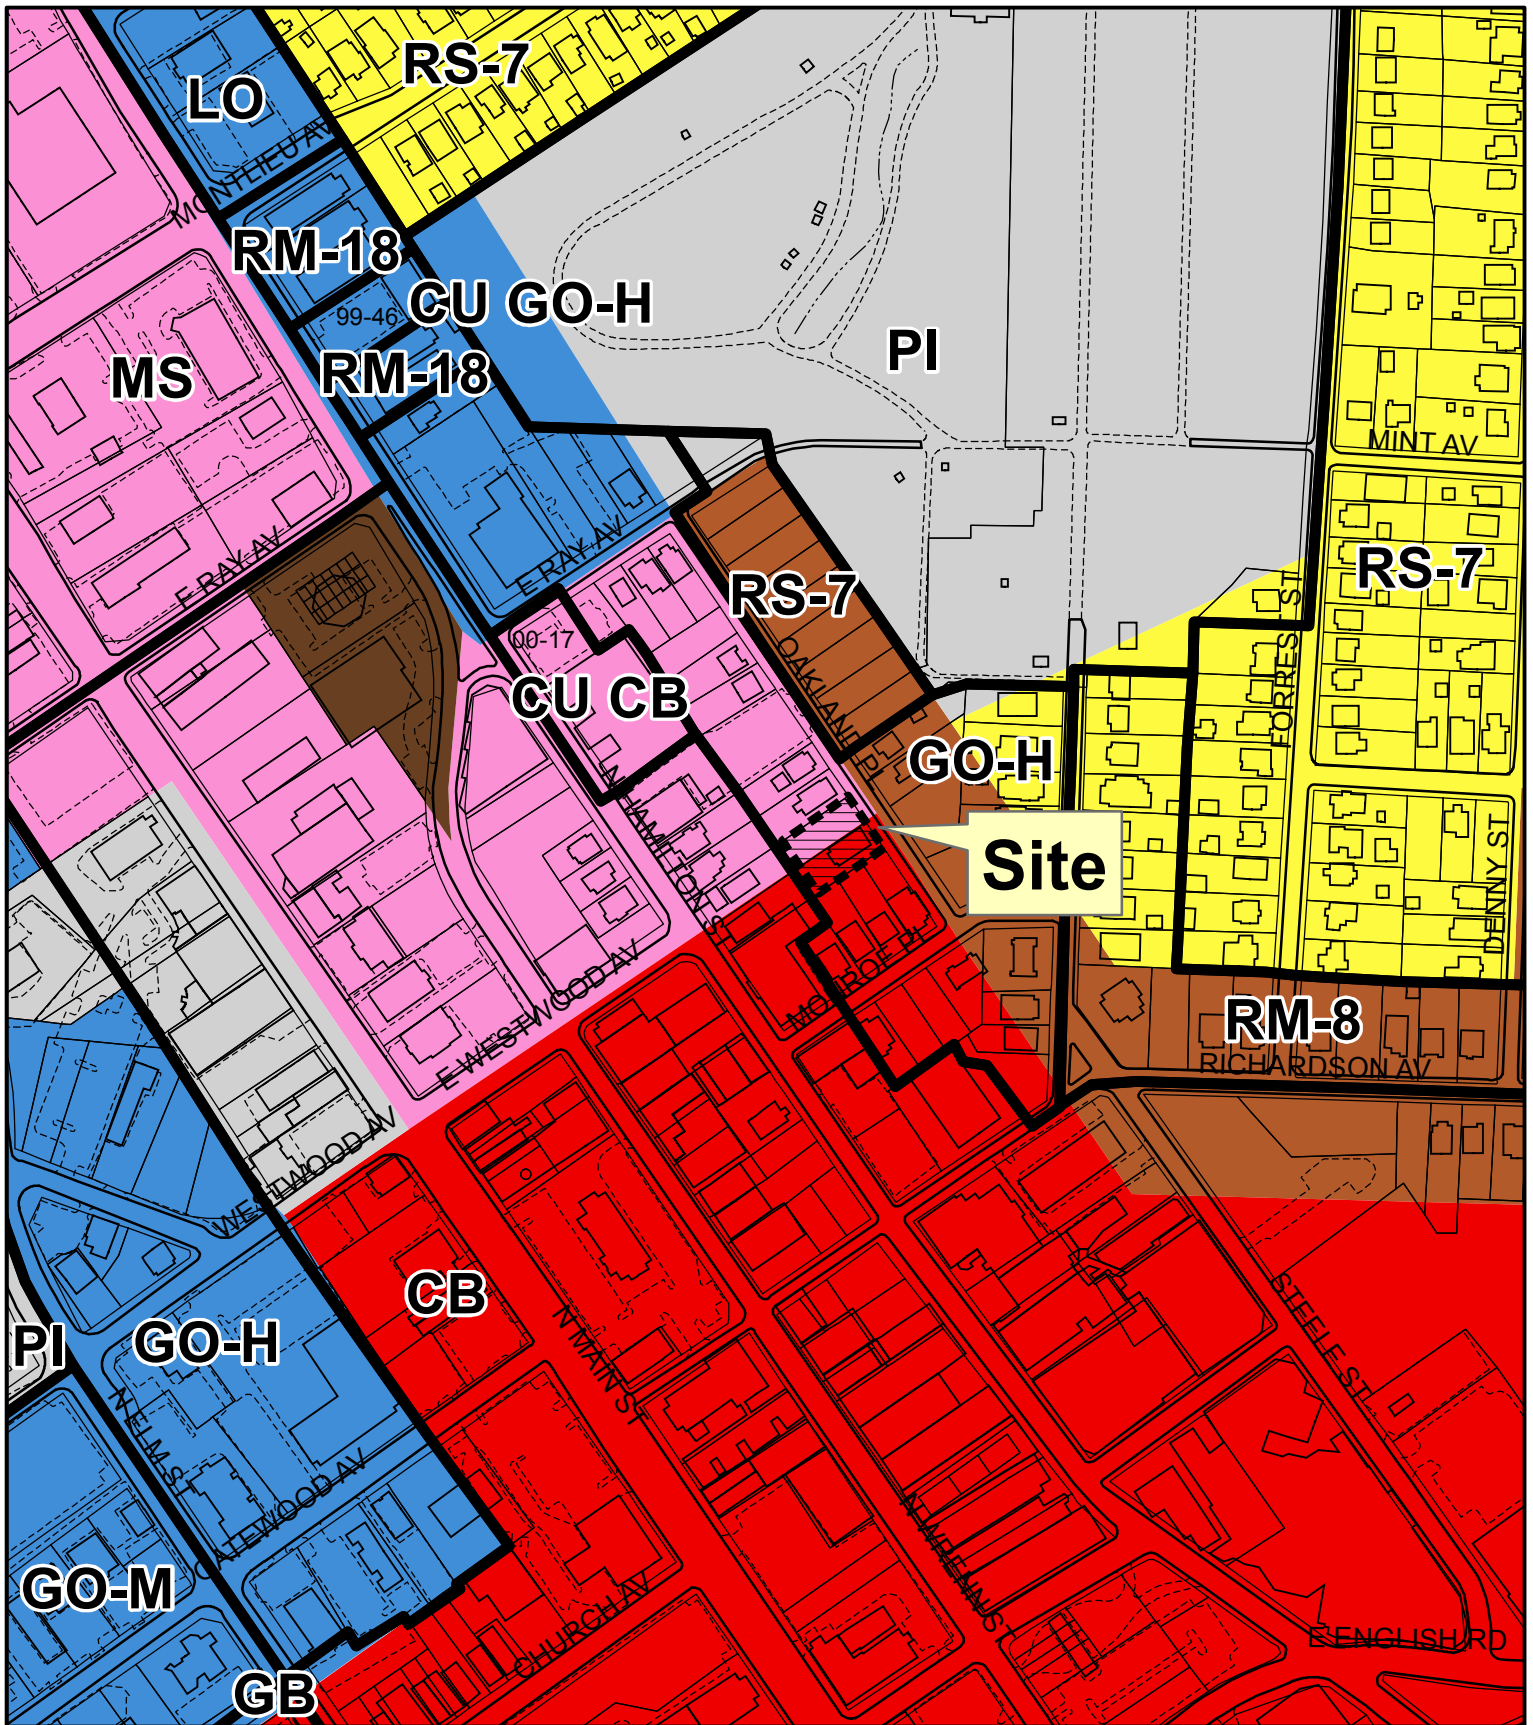 RS-7
LO
MONTLIEU AV
RM-18
CU GO-H
99-46
PI
RM-18
MS
MINT AV
E RAY AV
E RAY AV
RS-7
RS-7
FORREST ST
00-17
OAKLAND PL
CU CB
GO-H
N HAMILTON S
Site
DENNY ST
E WESTWOOD AV
MONROE PL
RM-8
RICHARDSON AV
WESTWOOD AV
CB
STEELE ST
PI
GO-H
N MAIN ST
N ELM ST
GATEWOOD AV
N WRENN ST
GO-M
CHURCH AV
E ENGLISH RD
GB